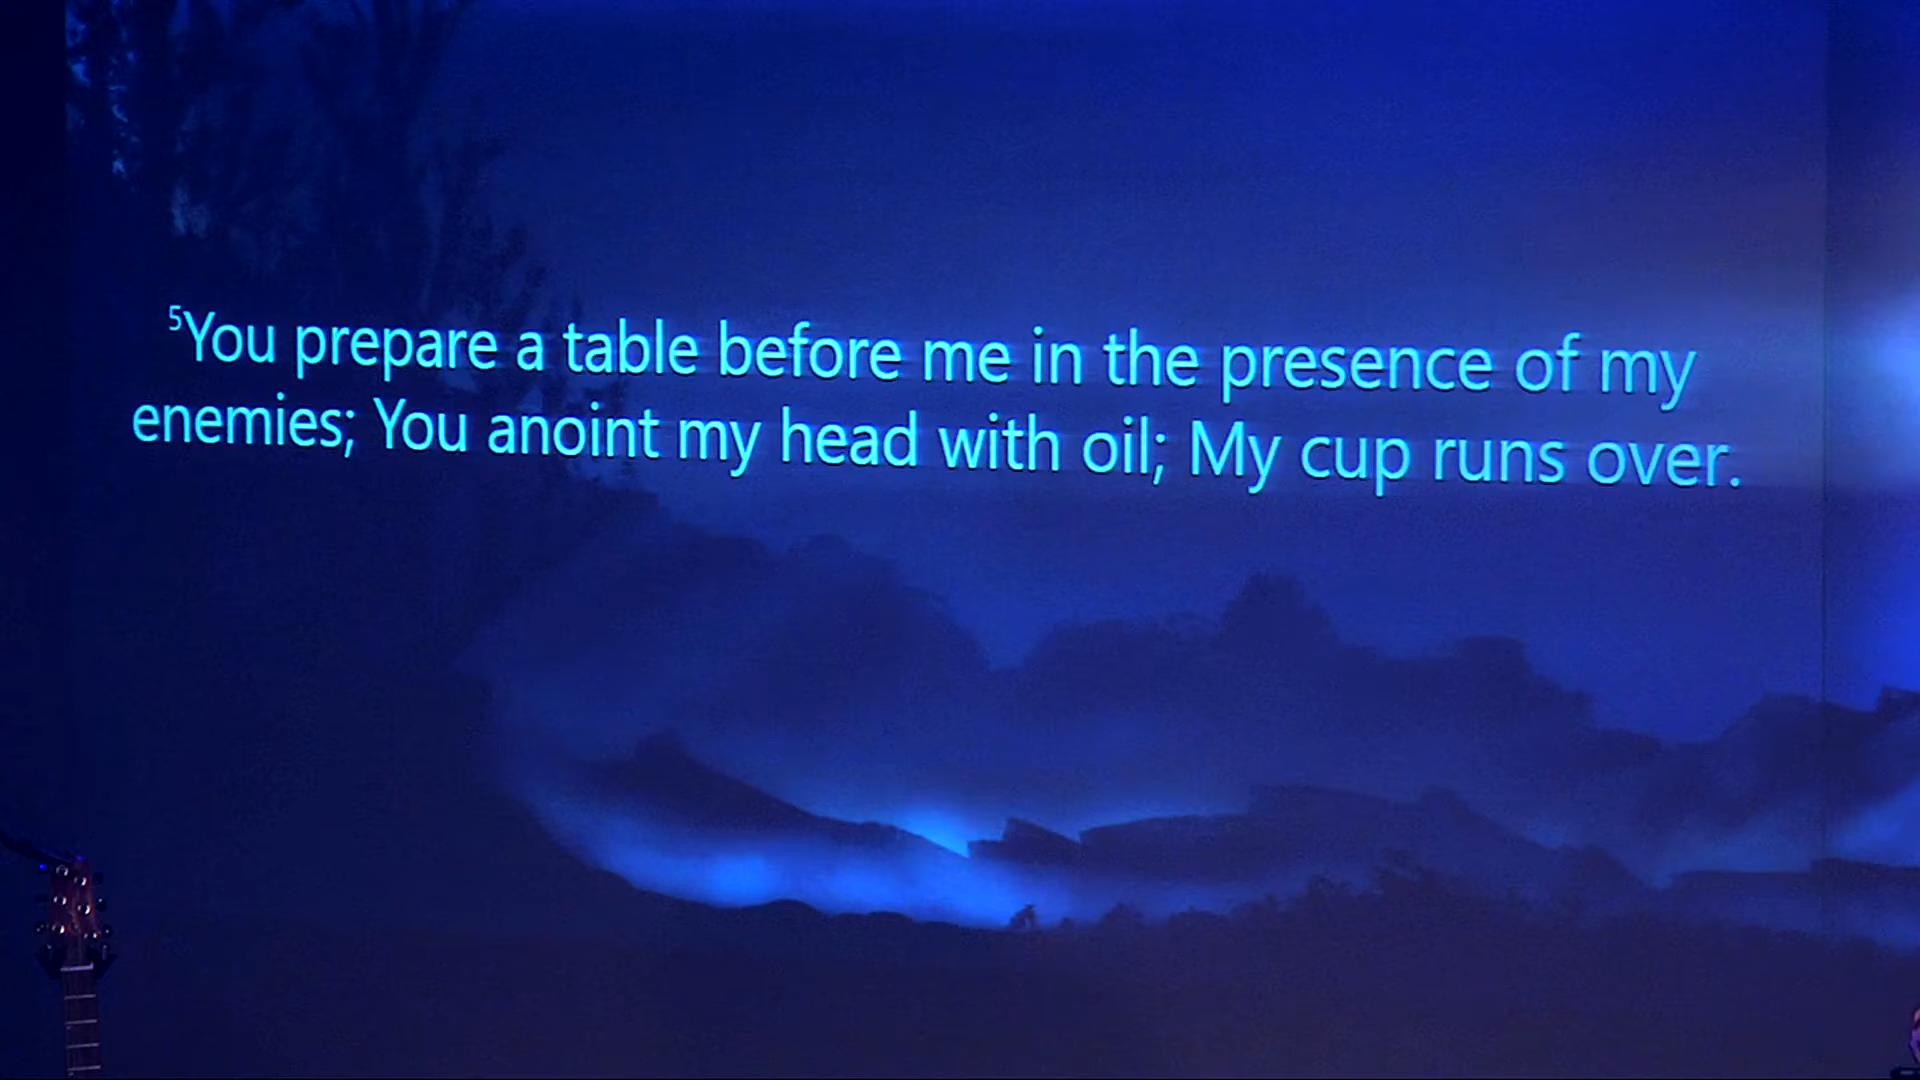 ⁵You prepare a table before me in the presence of my
enemies; You anoint my head with oil; My cup runs over.